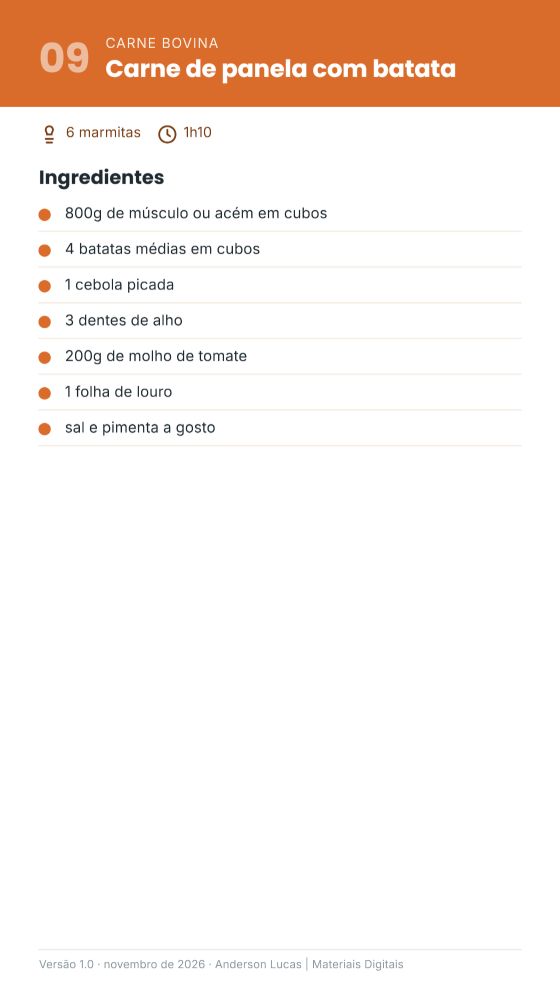 09
CARNE BOVINA
Carne de panela com batata
6 marmitas 1h10
Ingredientes
800g de músculo ou acém em cubos
4 batatas médias em cubos
1 cebola picada
3 dentes de alho
200g de molho de tomate
1 folha de louro
sal e pimenta a gosto
Versão 1.0 · novembro de 2026 · Anderson Lucas | Materiais Digitais